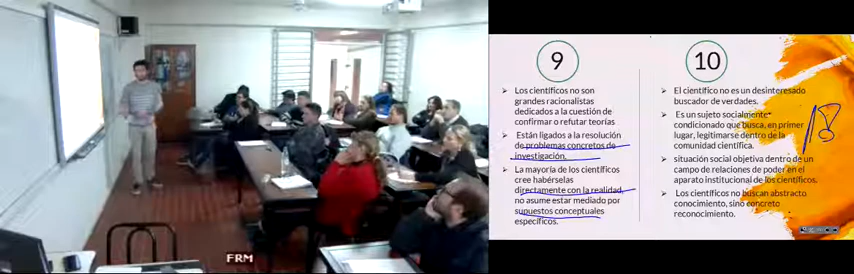 FRM
9
➢ Los científicos no son
grandes racionalistas
dedicados a la cuestión de
confirmar o refutar teorías
➢ Están ligados a la resolución
de problemas concretos de
investigación.
➢ La mayoría de los científicos
cree habérselas
directamente con la realidad,
no asume estar mediado por
supuestos conceptuales
específicos.
10
➢ El científico no es un desinteresado
buscador de verdades.
➢ Es un sujeto socialmente
condicionado que busca, en primer
lugar, legitimarse dentro de la
comunidad científica.
➢ situación social objetiva dentro de un
campo de relaciones de poder en el
aparato institucional de los científicos.
➢ Los científicos no buscan abstracto
conocimiento, sino concreto
reconocimiento.